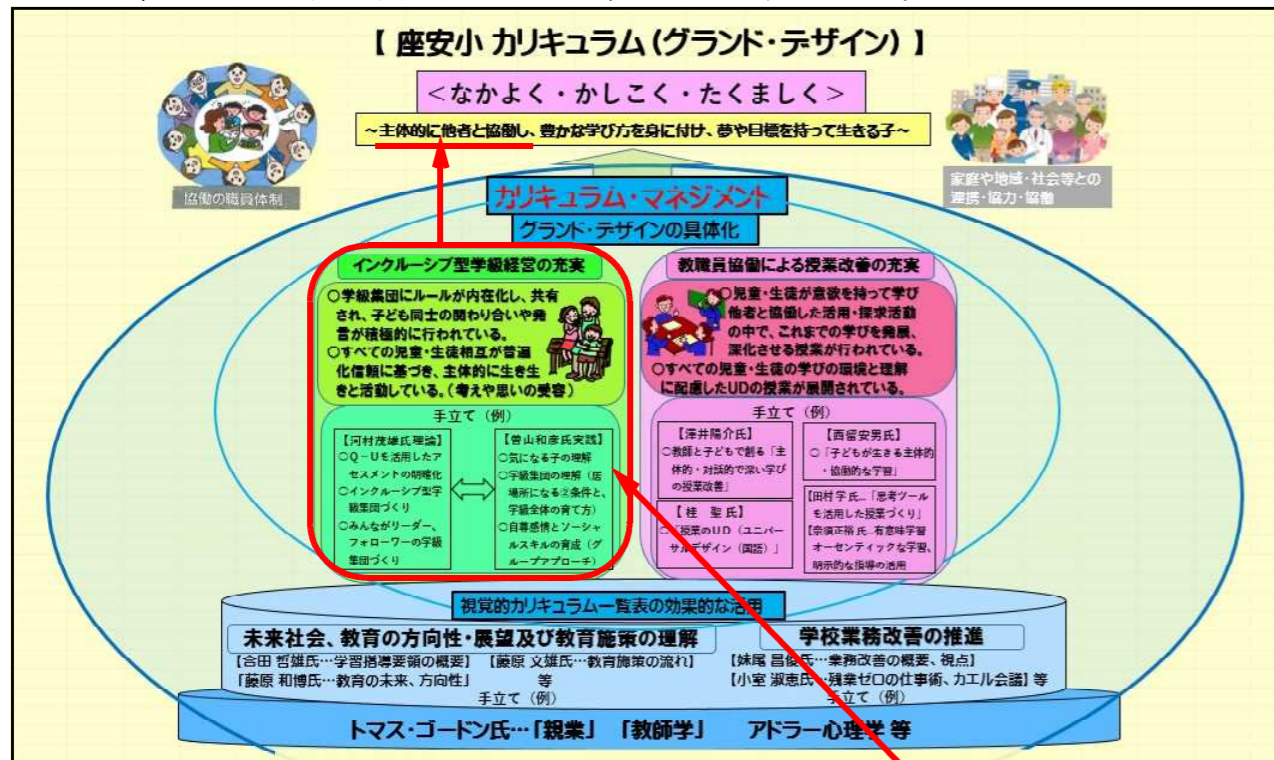 【 座安小 カリキュラム(グランド・デザイン) 】
<なかよく・かしこく・たくましく>
~主体的に他者と協働し、豊かな学び方を身に付け、夢や目標を持って生きる子~
協働の職員体制
家庭や地域・社会等との
連携・協力・協働
カリキュラム・マネジメント
グランド・デザインの具体化
インクルーシブ型学級経営の充実
○学級集団にルールが内在化し、共有
され、子ども同士の関わり合いや発
言が積極的に行われている。
○すべての児童・生徒相互が普遍
化信頼に基づき、主体的に生き生
きと活動している。(考えや思いの受容)
手立て(例)
【河村茂雄氏理論】
○Q-Uを活用したア
セスメントの明確化
○インクルーシブ型学
級集団づくり
○みんながリーダー、
フォローワーの学級
集団づくり
【曽山和彦氏実践】
○気になる子の理解
○学級集団の理解(居
場所になる②条件と、
学級全体の育て方)
○自尊感情とソーシャ
ルスキルの育成(グ
ループアプローチ)
教職員協働による授業改善の充実
○児童・生徒が意欲を持って学び
他者と協働した活用・探求活動
の中で、これまでの学びを発展、
深化させる授業が行われている。
○すべての児童・生徒の学びの環境と理解
に配慮したUDの授業が展開されている。
手立て(例)
【澤井陽介氏】
○教師と子どもで創る「主
体的・対話的で深い学び
の授業改善」
【桂 聖氏】
○「授業のUD(ユニバー
サルデザイン(国語)」
【西留安男氏】
○「子どもが生きる主体的
・協働的な学習」
【田村学氏…「思考ツール
を活用した授業づくり」
【奈須正裕氏…有意味学習
オーセンティックな学習、
明示的な指導の活用
視覚的カリキュラム一覧表の効果的な活用
未来社会、教育の方向性・展望及び教育施策の理解
【合田 哲雄氏…学習指導要領の概要】 【藤原 文雄氏…教育施策の流れ】
「藤原 和博氏…教育の未来、方向性」 等
手立て(例)
学校業務改善の推進
【妹尾 昌俊氏…業務改善の概要、視点】
【小室 淑恵氏…残業ゼロの仕事術、カエル会議】等
手立て(例)
トマス・ゴードン氏…「親業」 「教師学」 アドラー心理学 等